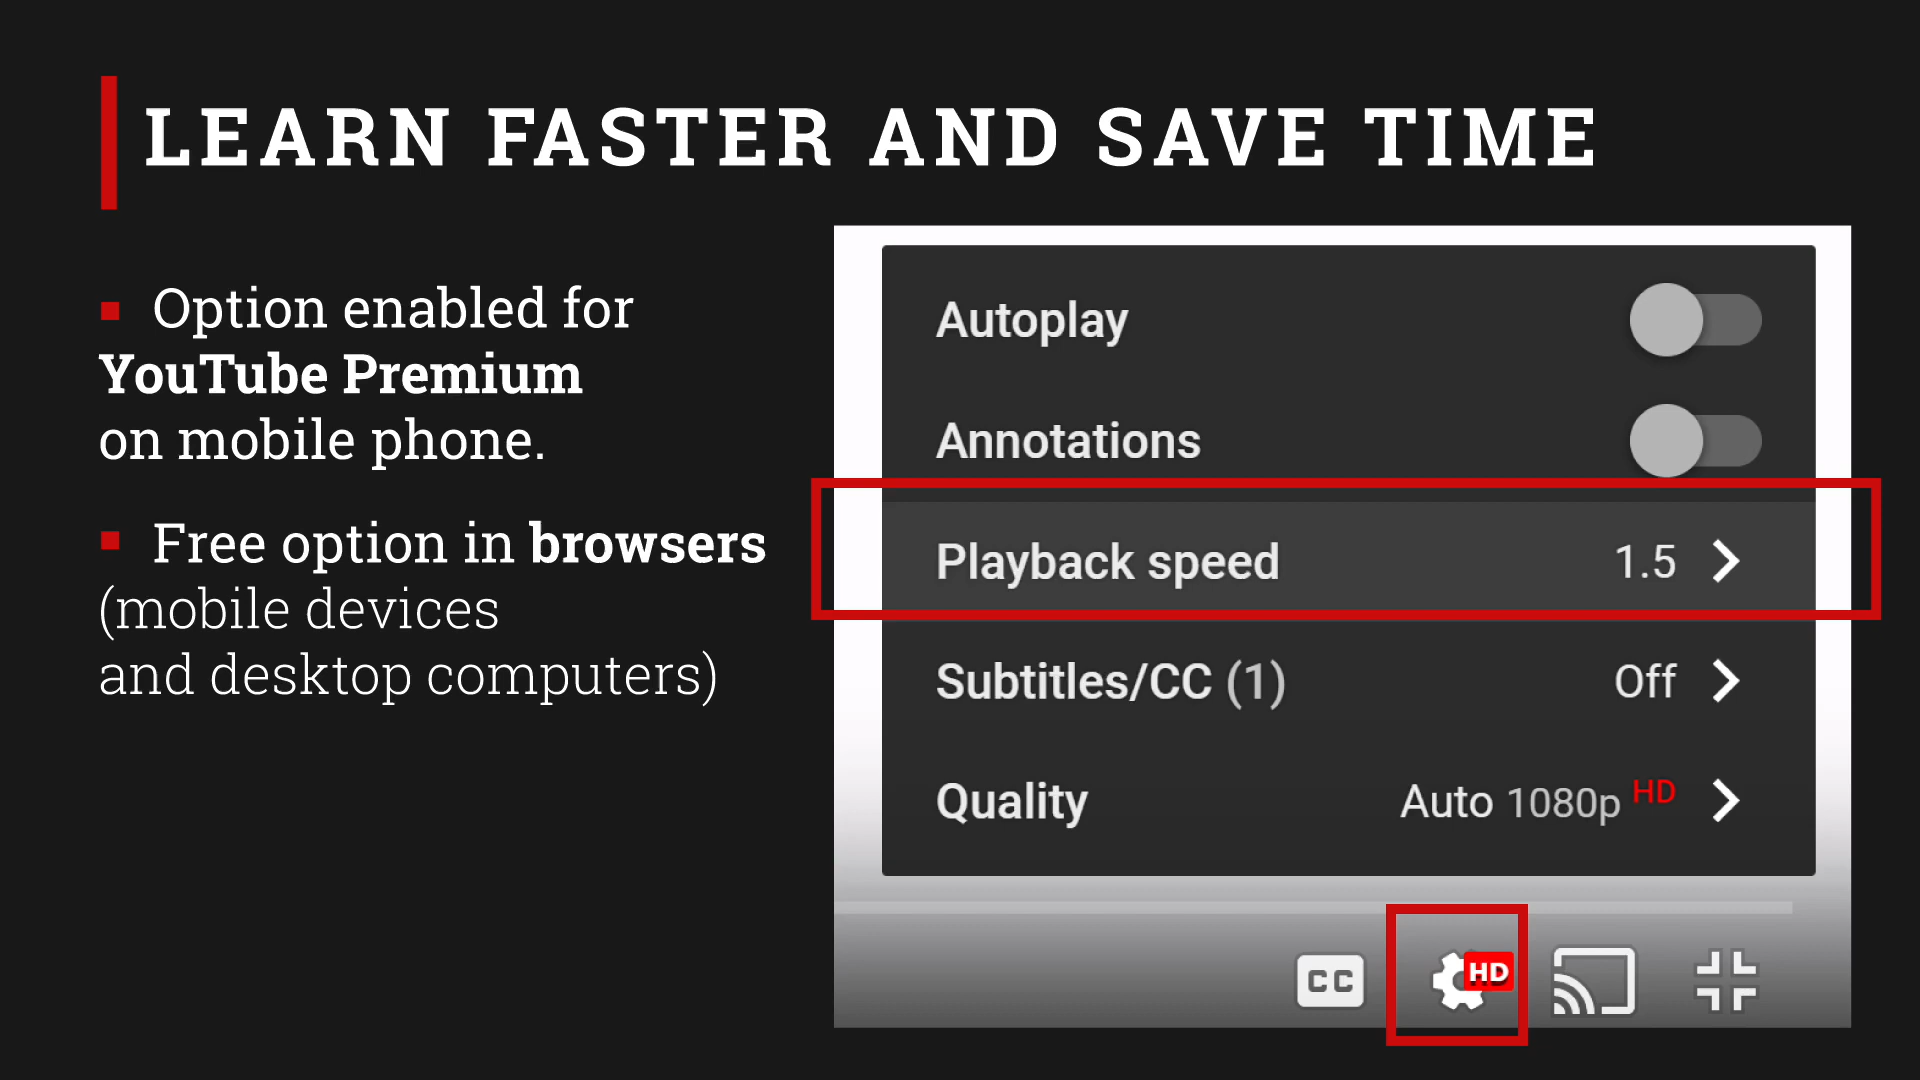 LEARN FASTER AND SAVE TIME
Option enabled for
YouTube Premium
on mobile phone.
Free option in browsers
(mobile devices
and desktop computers)
Autoplay
Annotations
Playback speed 1.5
Subtitles/CC (1) Off
Quality Auto 1080p HD
CC HD